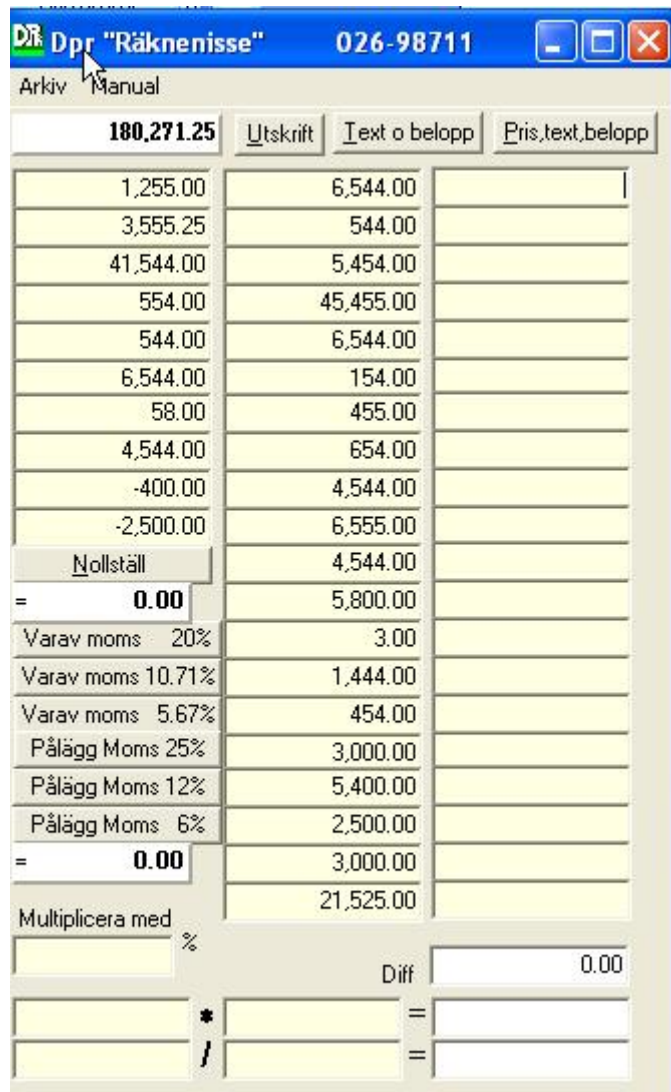 DR Dpr "Räknenisse" 026-98711
Arkiv Manual
180,271.25 Utskrift Text o belopp Pris,text,belopp
1,255.00 6,544.00
3,555.25 544.00
41,544.00 5,454.00
554.00 45,455.00
544.00 6,544.00
6,544.00 154.00
58.00 455.00
4,544.00 654.00
-400.00 4,544.00
-2,500.00 6,555.00
Nollställ 4,544.00
= 0.00 5,800.00
Varav moms 20% 3.00
Varav moms 10.71% 1,444.00
Varav moms 5.67% 454.00
Pålägg Moms 25% 3,000.00
Pålägg Moms 12% 5,400.00
Pålägg Moms 6% 2,500.00
= 0.00 3,000.00
21,525.00
Multiplicera med
%
Diff 0.00
* =
/ =